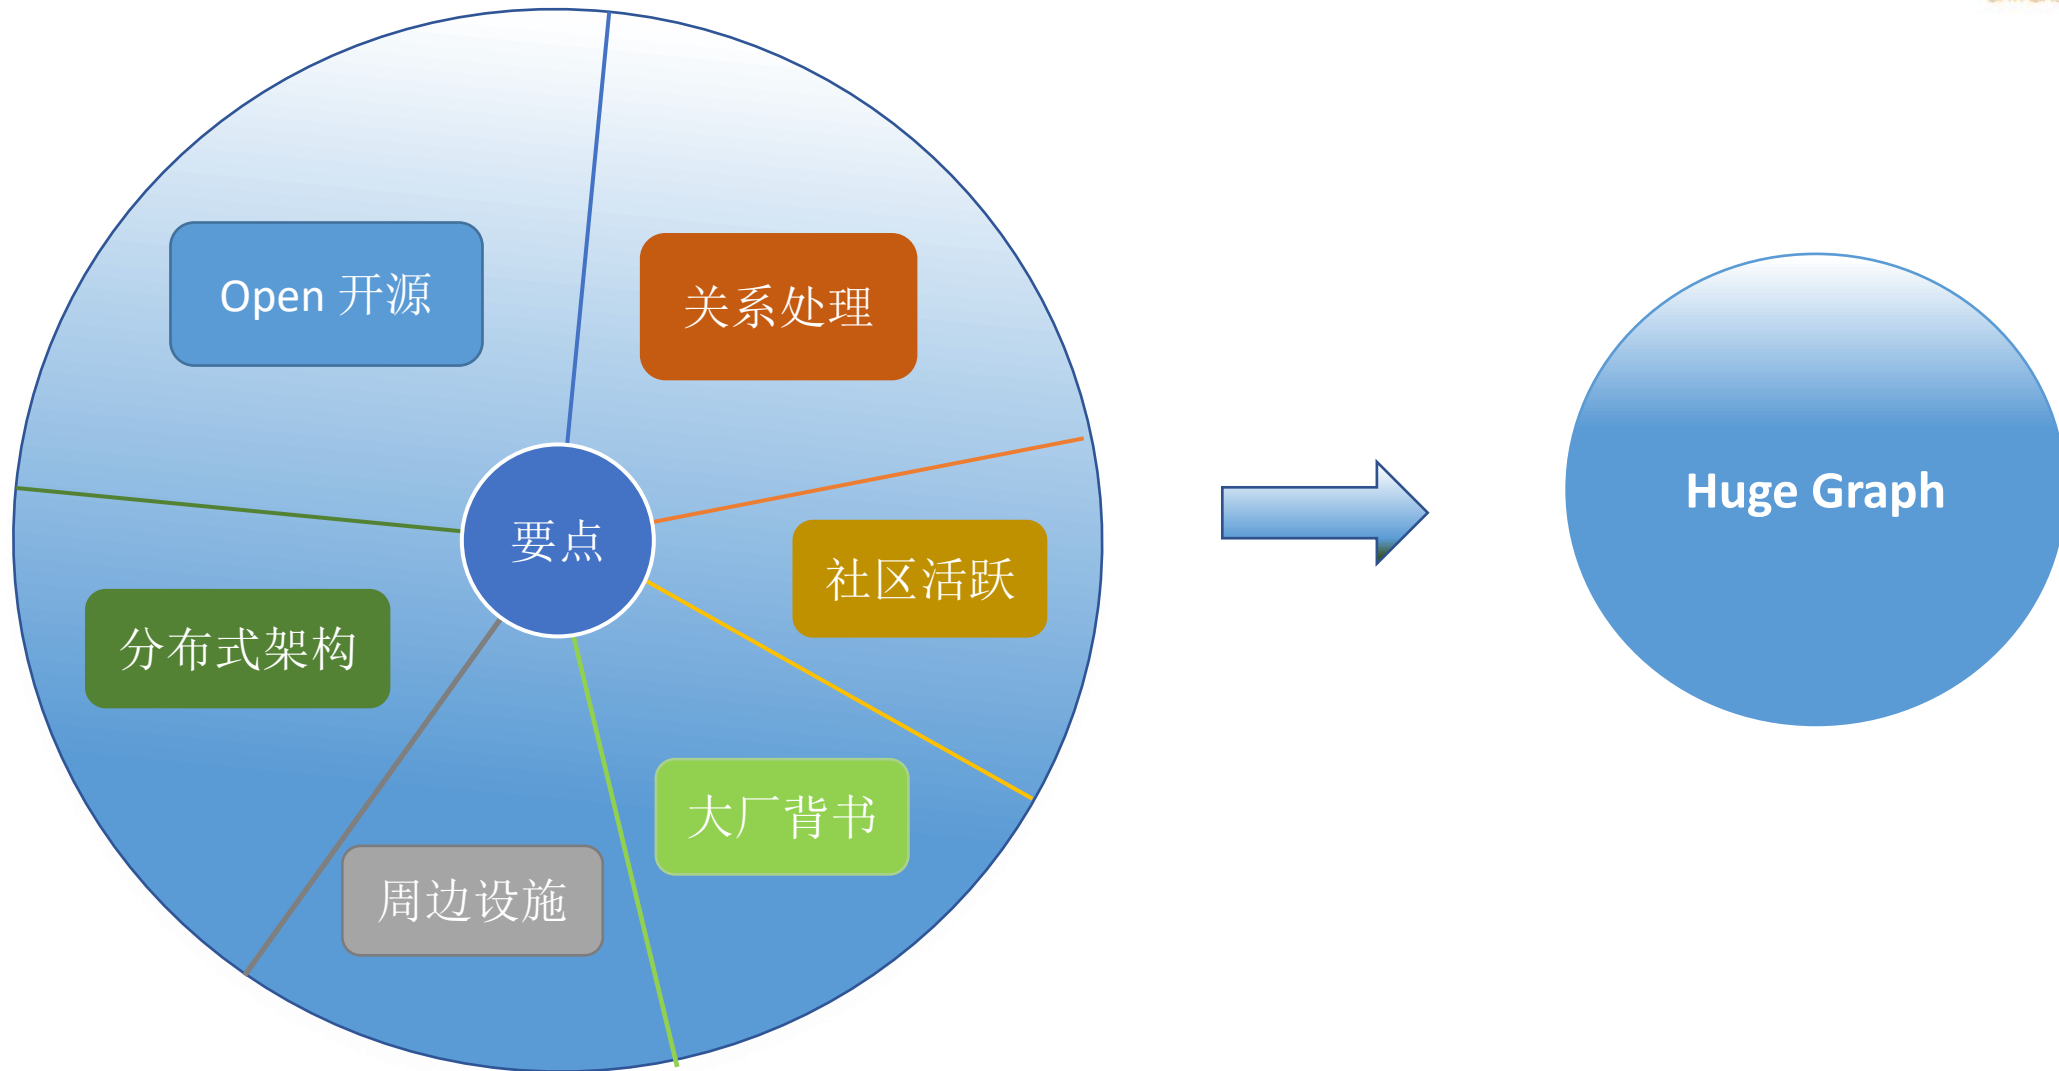 Open 开源
关系处理
要点
社区活跃
分布式架构
大厂背书
周边设施
Huge Graph